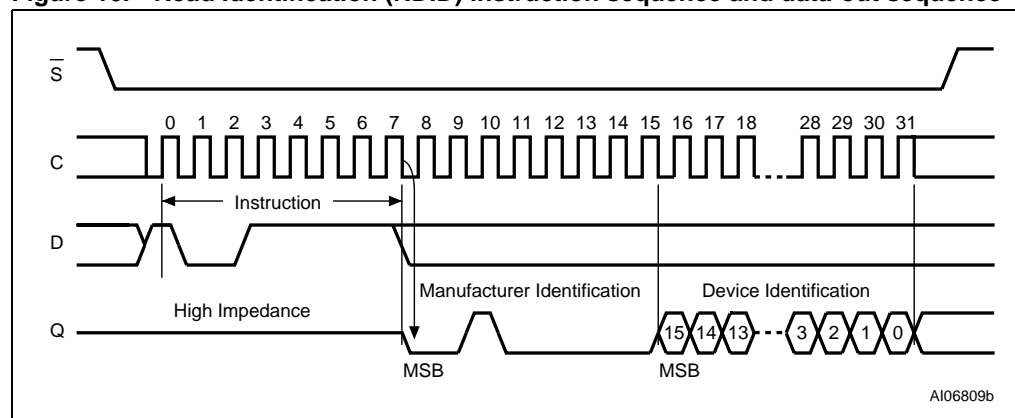 Figure 10. Read Identification (RDID) instruction sequence and data-out sequence
S
0 1 2 3 4 5 6 7 8 9 10 11 12 13 14 15 16 17 18 28 29 30 31
C
Instruction
D
Manufacturer Identification Device Identification
High Impedance
Q 15 14 13 3 2 1 0
MSB MSB
AI06809b